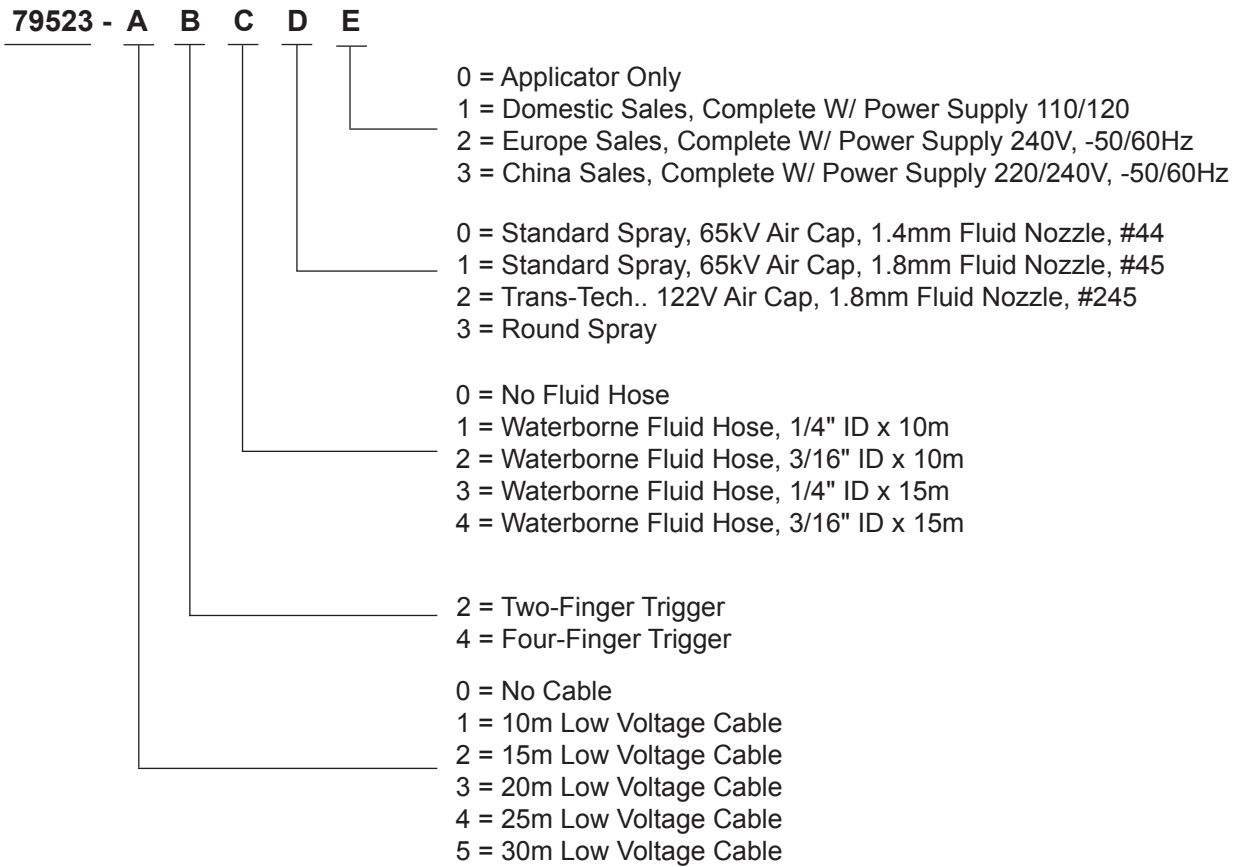 79523 - A B C D E
0 = Applicator Only
1 = Domestic Sales, Complete W/ Power Supply 110/120
2 = Europe Sales, Complete W/ Power Supply 240V, -50/60Hz
3 = China Sales, Complete W/ Power Supply 220/240V, -50/60Hz
0 = Standard Spray, 65kV Air Cap, 1.4mm Fluid Nozzle, #44
1 = Standard Spray, 65kV Air Cap, 1.8mm Fluid Nozzle, #45
2 = Trans-Tech.. 122V Air Cap, 1.8mm Fluid Nozzle, #245
3 = Round Spray
0 = No Fluid Hose
1 = Waterborne Fluid Hose, 1/4" ID x 10m
2 = Waterborne Fluid Hose, 3/16" ID x 10m
3 = Waterborne Fluid Hose, 1/4" ID x 15m
4 = Waterborne Fluid Hose, 3/16" ID x 15m
2 = Two-Finger Trigger
4 = Four-Finger Trigger
0 = No Cable
1 = 10m Low Voltage Cable
2 = 15m Low Voltage Cable
3 = 20m Low Voltage Cable
4 = 25m Low Voltage Cable
5 = 30m Low Voltage Cable